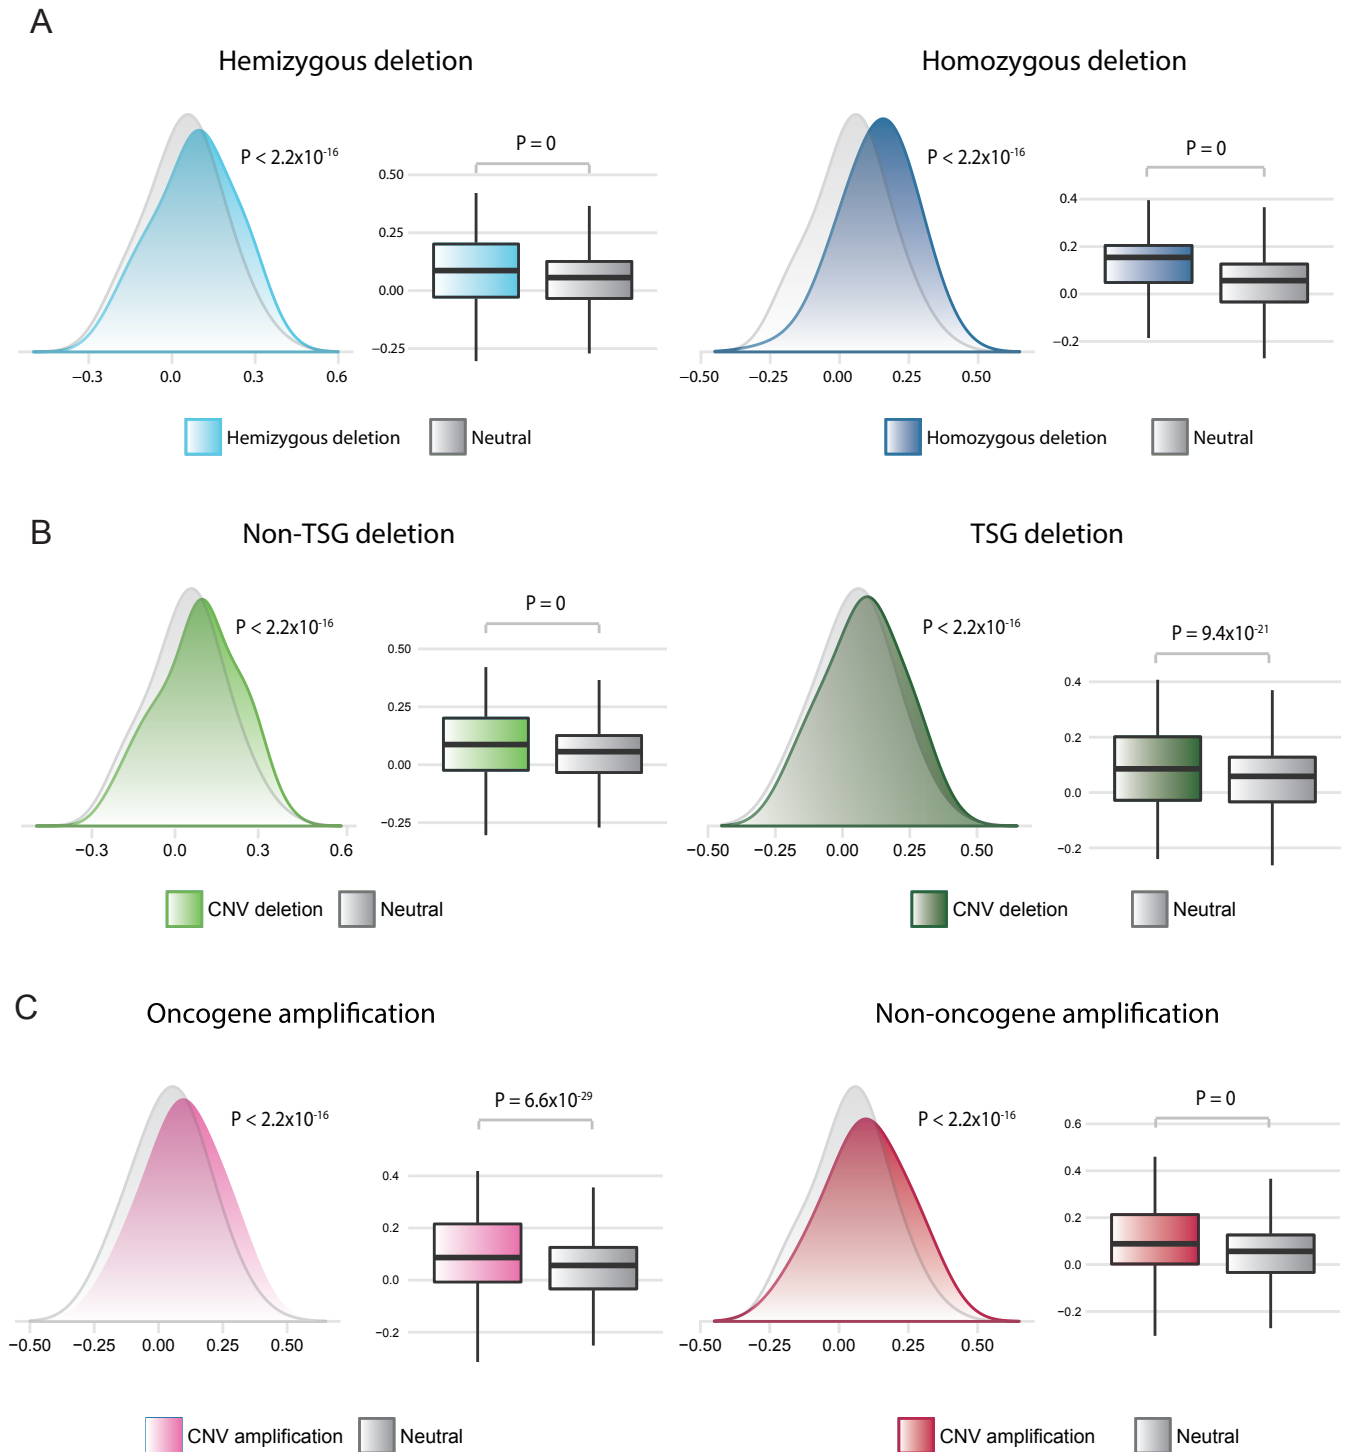 A
Hemizygous deletion
Homozygous deletion
P < 2.2x10⁻¹⁶
P = 0
0.50
0.25
0.00
−0.25
−0.3 0.0 0.3 0.6
Hemizygous deletion Neutral
P < 2.2x10⁻¹⁶
P = 0
0.4
0.2
0.0
−0.2
−0.50 −0.25 0.00 0.25 0.50
Homozygous deletion Neutral
B
Non-TSG deletion
TSG deletion
P < 2.2x10⁻¹⁶
P = 0
0.50
0.25
0.00
−0.25
−0.3 0.0 0.3 0.6
CNV deletion Neutral
P < 2.2x10⁻¹⁶
P = 9.4x10⁻²¹
0.4
0.2
0.0
−0.2
−0.50 −0.25 0.00 0.25 0.50
CNV deletion Neutral
C
Oncogene amplification
Non-oncogene amplification
P < 2.2x10⁻¹⁶
P = 6.6x10⁻²⁹
0.4
0.2
0.0
−0.2
−0.50 −0.25 0.00 0.25 0.50
CNV amplification Neutral
P < 2.2x10⁻¹⁶
P = 0
0.6
0.4
0.2
0.0
−0.2
−0.50 −0.25 0.00 0.25 0.50
CNV amplification Neutral